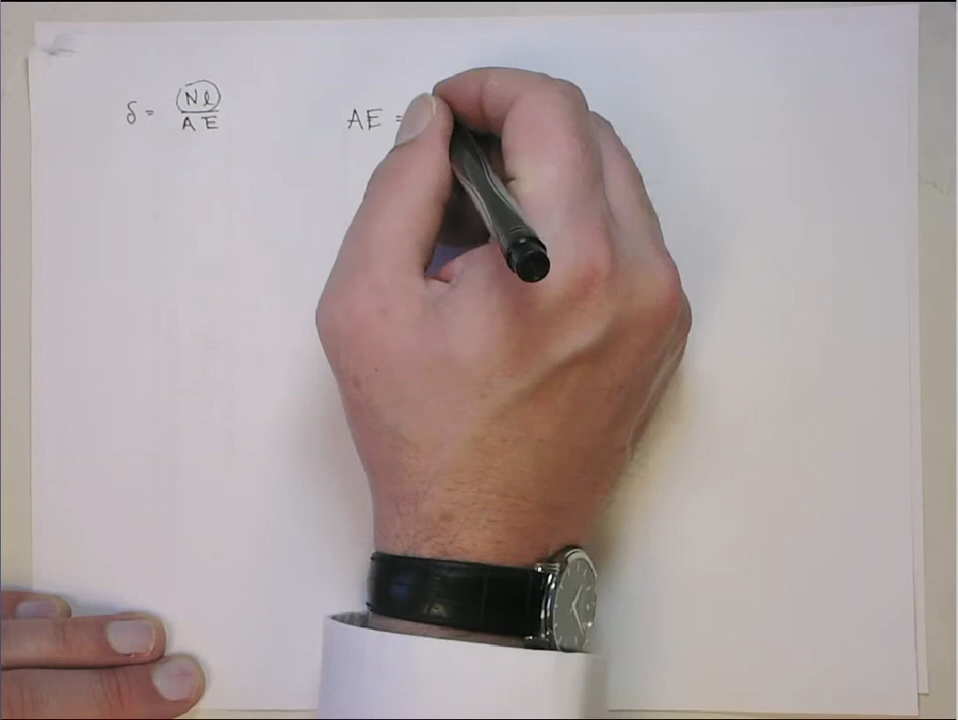 δ = Nℓ / AE
AE =